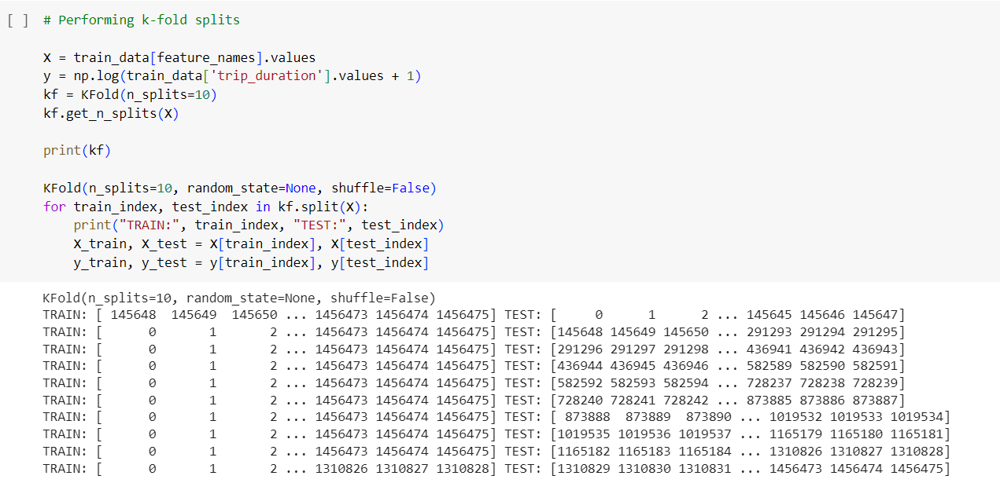 [ ] # Performing k-fold splits
X = train_data[feature_names].values
y = np.log(train_data['trip_duration'].values + 1)
kf = KFold(n_splits=10)
kf.get_n_splits(X)
print(kf)
KFold(n_splits=10, random_state=None, shuffle=False)
for train_index, test_index in kf.split(X):
    print("TRAIN:", train_index, "TEST:", test_index)
    X_train, X_test = X[train_index], X[test_index]
    y_train, y_test = y[train_index], y[test_index]
KFold(n_splits=10, random_state=None, shuffle=False)
TRAIN: [ 145648  145649  145650 ... 1456473 1456474 1456475] TEST: [     0      1      2 ... 145645 145646 145647]
TRAIN: [      0       1       2 ... 1456473 1456474 1456475] TEST: [145648 145649 145650 ... 291293 291294 291295]
TRAIN: [      0       1       2 ... 1456473 1456474 1456475] TEST: [291296 291297 291298 ... 436941 436942 436943]
TRAIN: [      0       1       2 ... 1456473 1456474 1456475] TEST: [436944 436945 436946 ... 582589 582590 582591]
TRAIN: [      0       1       2 ... 1456473 1456474 1456475] TEST: [582592 582593 582594 ... 728237 728238 728239]
TRAIN: [      0       1       2 ... 1456473 1456474 1456475] TEST: [728240 728241 728242 ... 873885 873886 873887]
TRAIN: [      0       1       2 ... 1456473 1456474 1456475] TEST: [ 873888  873889  873890 ... 1019532 1019533 1019534]
TRAIN: [      0       1       2 ... 1456473 1456474 1456475] TEST: [1019535 1019536 1019537 ... 1165179 1165180 1165181]
TRAIN: [      0       1       2 ... 1456473 1456474 1456475] TEST: [1165182 1165183 1165184 ... 1310826 1310827 1310828]
TRAIN: [      0       1       2 ... 1310826 1310827 1310828] TEST: [1310829 1310830 1310831 ... 1456473 1456474 1456475]